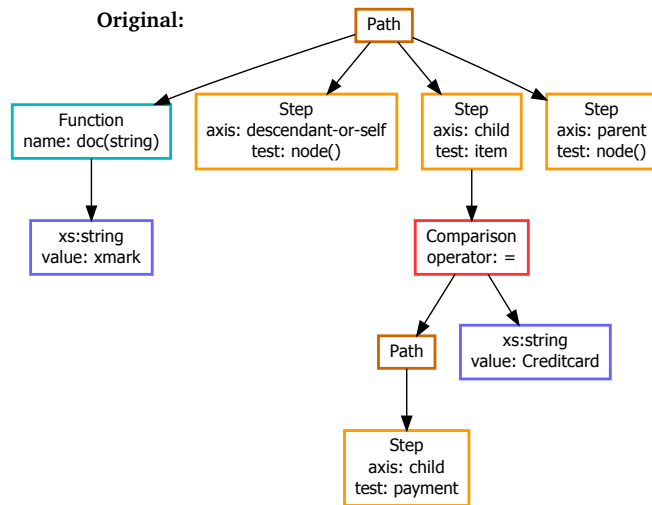 Original:
Path
Function
name: doc(string)
Step
axis: descendant-or-self
test: node()
Step
axis: child
test: item
Step
axis: parent
test: node()
xs:string
value: xmark
Comparison
operator: =
Path
xs:string
value: Creditcard
Step
axis: child
test: payment